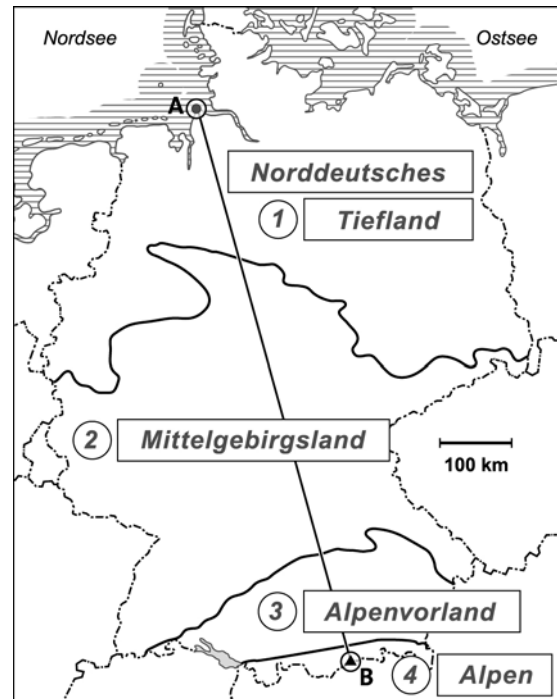 Nordsee
Ostsee
A
Norddeutsches
1 Tiefland
2 Mittelgebirgsland
100 km
3 Alpenvorland
B
4 Alpen